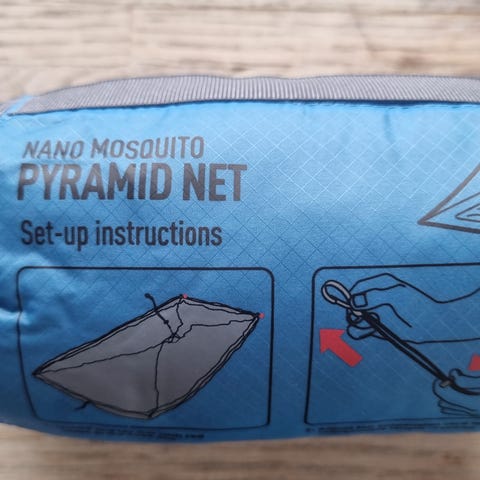 NANO MOSQUITO
PYRAMID NET
Set-up instructions